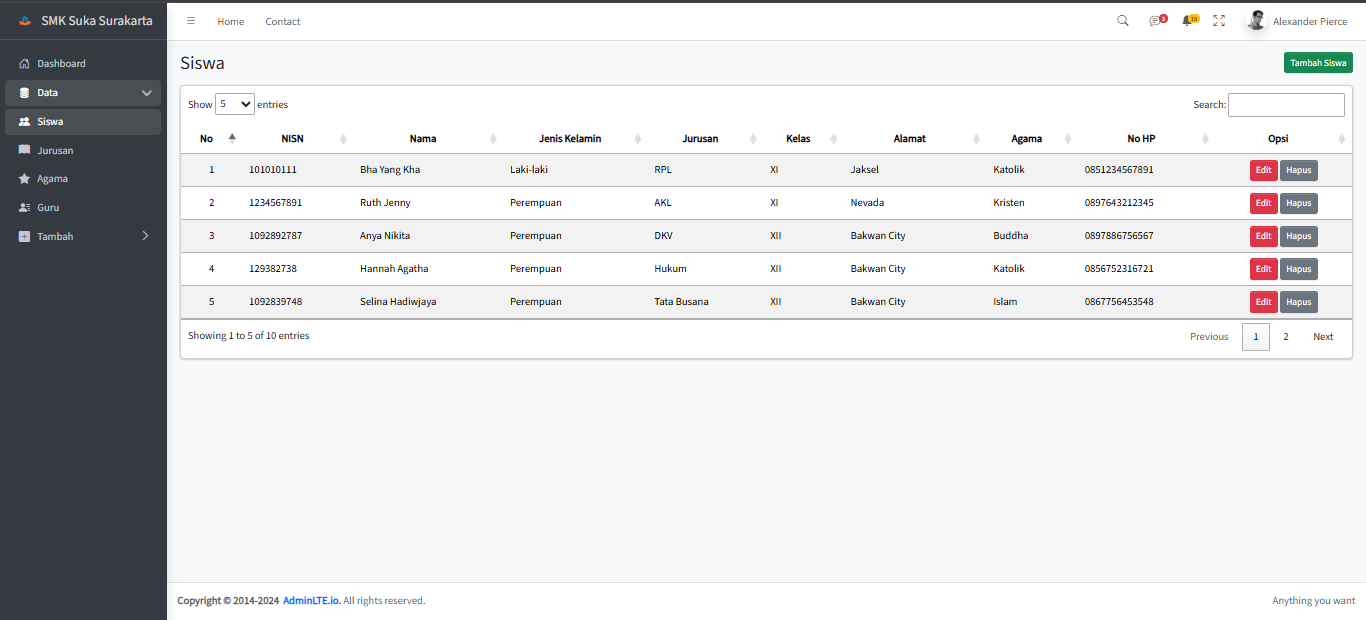 SMK Suka Surakarta
Home Contact
3 15 Alexander Pierce
Dashboard
Data
Siswa
Jurusan
Agama
Guru
Tambah
Siswa Tambah Siswa
Show 5 entries Search:
No NISN Nama Jenis Kelamin Jurusan Kelas Alamat Agama No HP Opsi
1 101010111 Bha Yang Kha Laki-laki RPL XI Jaksel Katolik 0851234567891 Edit Hapus
2 1234567891 Ruth Jenny Perempuan AKL XI Nevada Kristen 0897643212345 Edit Hapus
3 1092892787 Anya Nikita Perempuan DKV XII Bakwan City Buddha 0897886756567 Edit Hapus
4 129382738 Hannah Agatha Perempuan Hukum XII Bakwan City Katolik 0856752316721 Edit Hapus
5 1092839748 Selina Hadiwjaya Perempuan Tata Busana XII Bakwan City Islam 0867756453548 Edit Hapus
Showing 1 to 5 of 10 entries Previous 1 2 Next
Copyright © 2014-2024 AdminLTE.io. All rights reserved. Anything you want